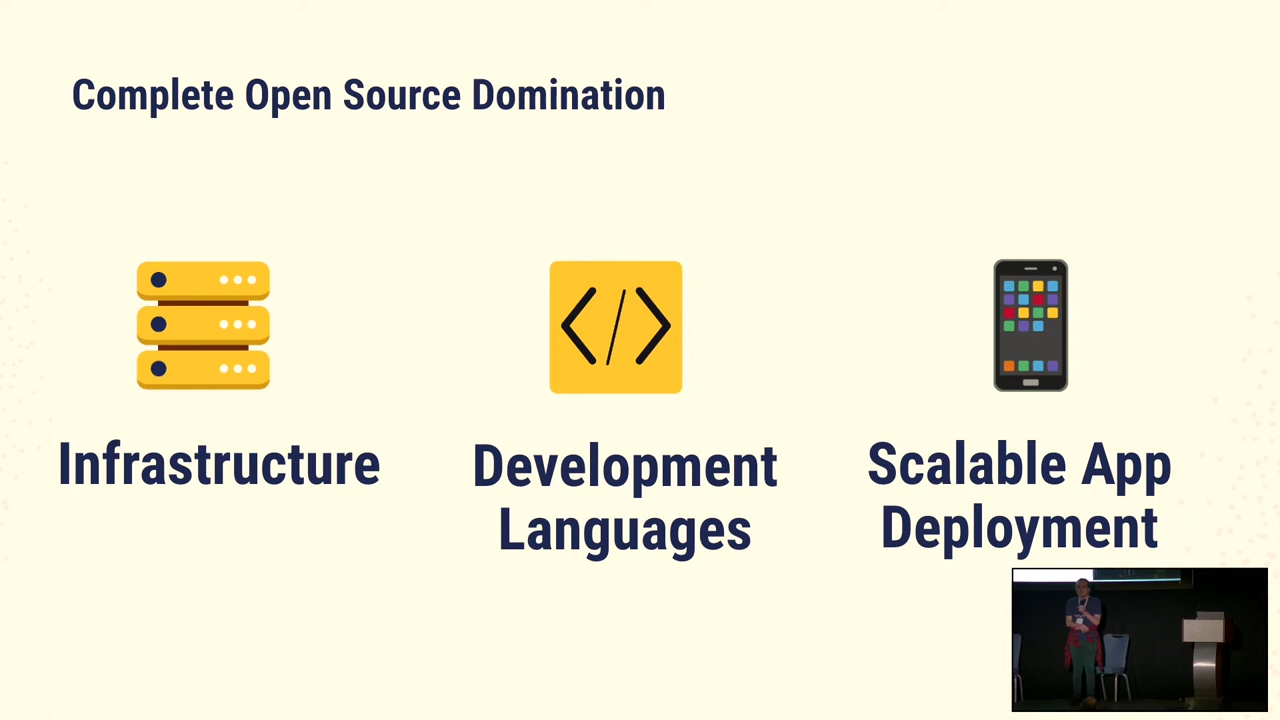 Complete Open Source Domination
Infrastructure
Development
Languages
Scalable App
Deployment